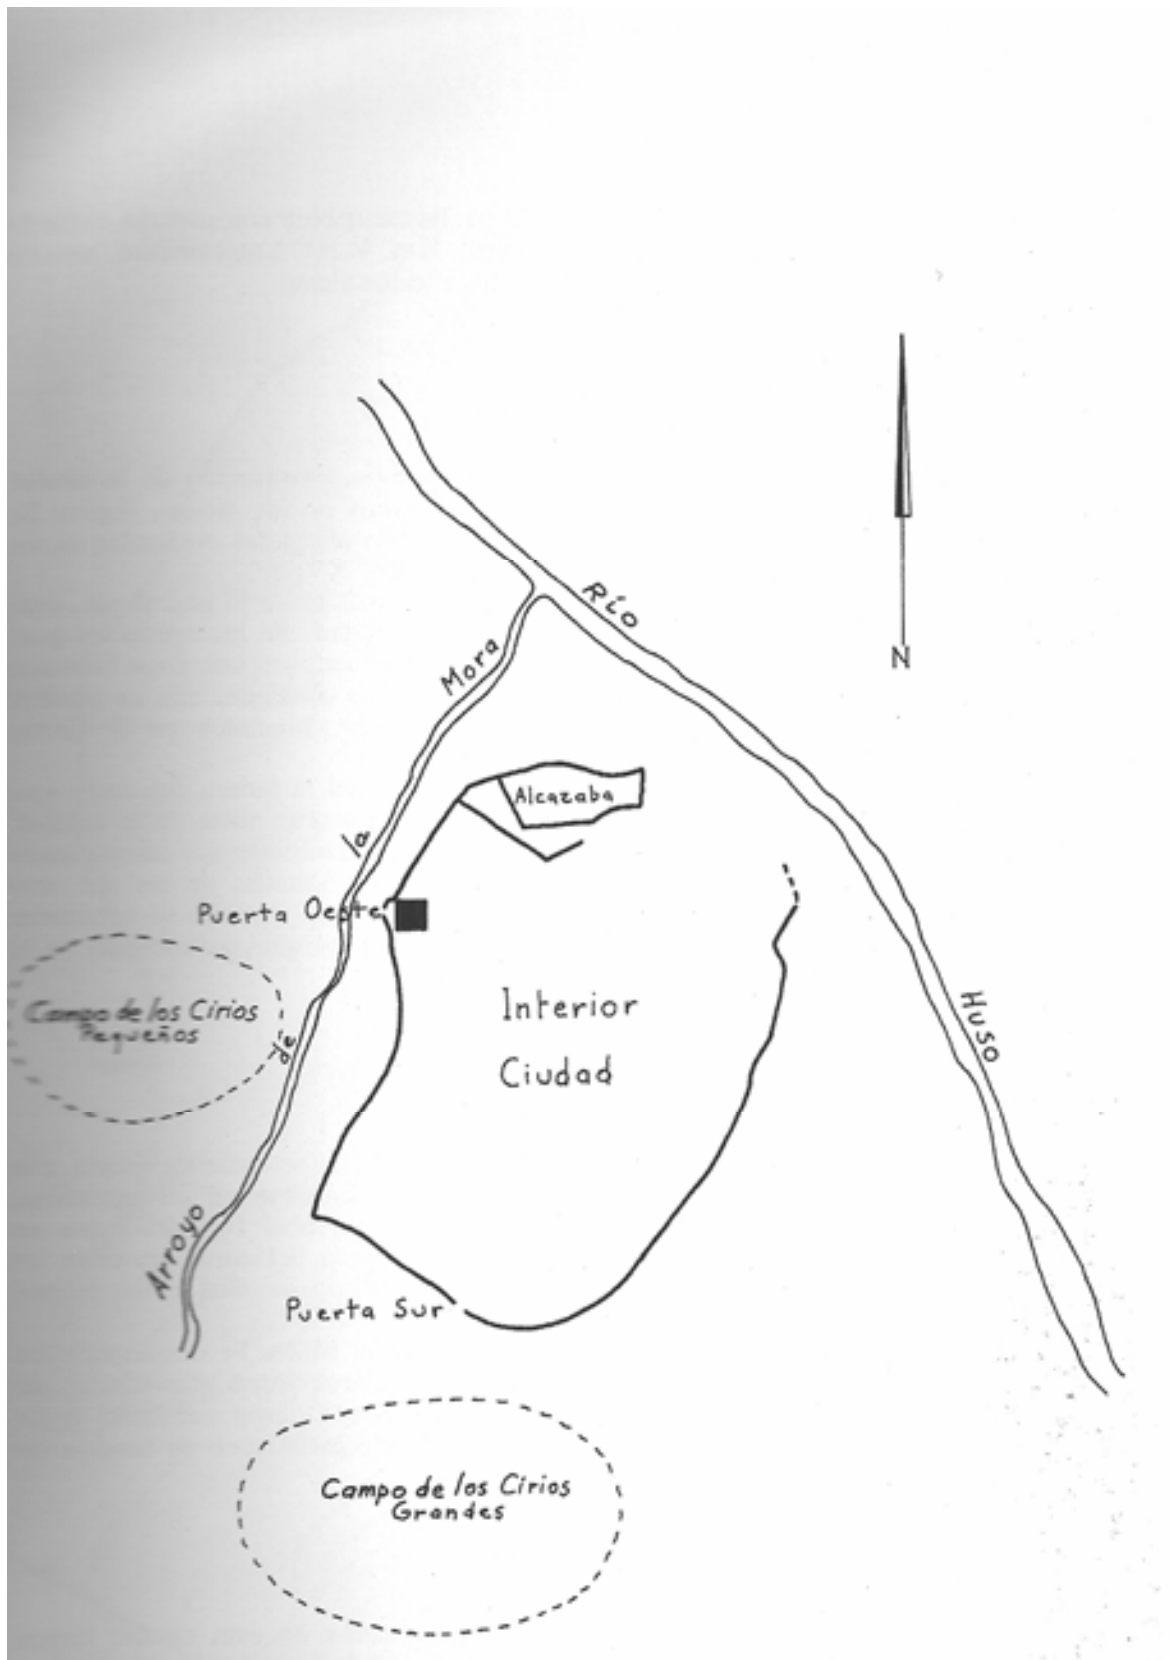 Río
N
Mora
Alcazaba
la
Puerta Oeste
Interior
Ciudad
Campo de los Cirios
Pequeños
Huso
de
Arroyo
Puerta Sur
Campo de los Cirios
Grandes